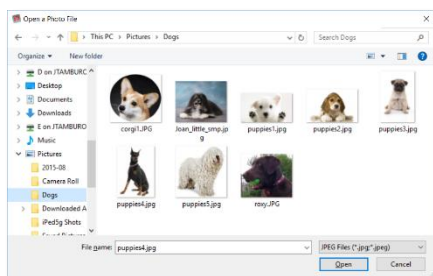 Open a Photo File
This PC > Pictures > Dogs
Search Dogs
Organize
New folder
D on JTAMBURC
Desktop
Documents
Downloads
E on JTAMBURO
Music
Pictures
2015-08
Camera Roll
Dogs
Downloaded A
iPed5g Shots
corgi1.JPG
Joan_little_smp.jp
g
puppies1.jpg
puppies2.jpg
puppies3.jpg
puppies4.jpg
puppies5.jpg
roxy.JPG
File name:
puppies4.jpg
JPEG Files (*.jpg;*.jpeg)
Open
Cancel